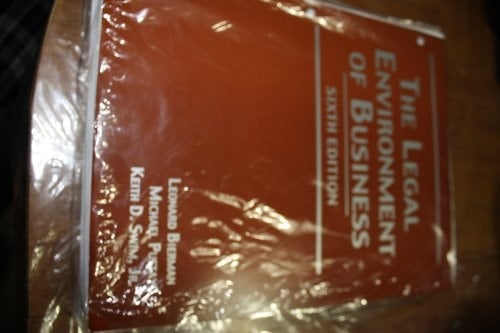 THE LEGAL
ENVIRONMENT
OF BUSINESS
SIXTH EDITION
LEONARD BIERMAN
MICHAEL
KEITH D. SWIM, JR.